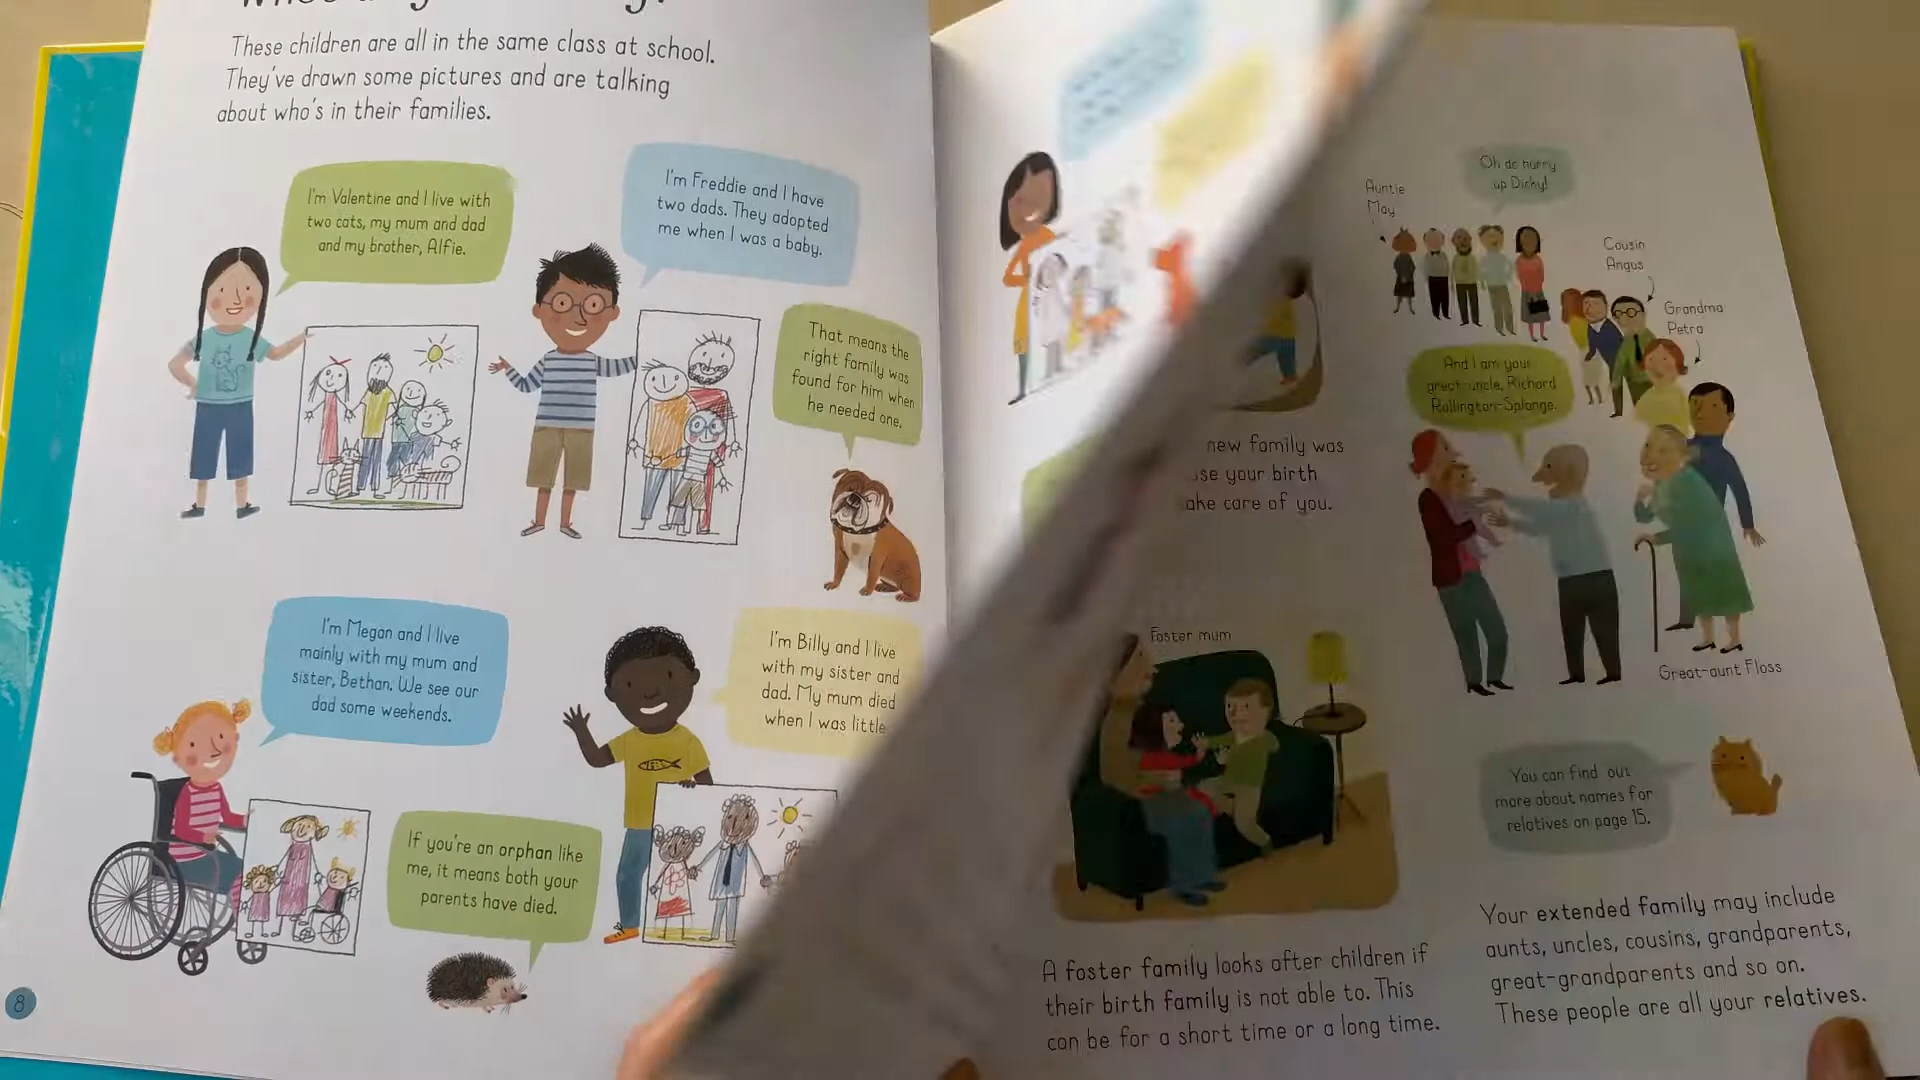 These children are all in the same class at school.
They've drawn some pictures and are talking
about who's in their families.
I'm Valentine and I live with
two cats, my mum and dad
and my brother, Alfie.
I'm Freddie and I have
two dads. They adopted
me when I was a baby.
That means the
right family was
found for him when
he needed one.
I'm Megan and I live
mainly with my mum and
sister, Bethan. We see our
dad some weekends.
I'm Billy and I live
with my sister and
dad. My mum died
when I was little
If you're an orphan like
me, it means both your
parents have died.
8
new family was
your birth
care of you.
Foster mum
A foster family looks after children if
their birth family is not able to. This
can be for a short time or a long time.
Oh do hurry
up Dicky!
Auntie
May
Cousin
Angus
Grandma
Petra
And I am your
great-uncle, Richard
Rollington-Splonge.
Great-aunt Floss
You can find out
more about names for
relatives on page 15.
Your extended family may include
aunts, uncles, cousins, grandparents,
great-grandparents and so on.
These people are all your relatives.